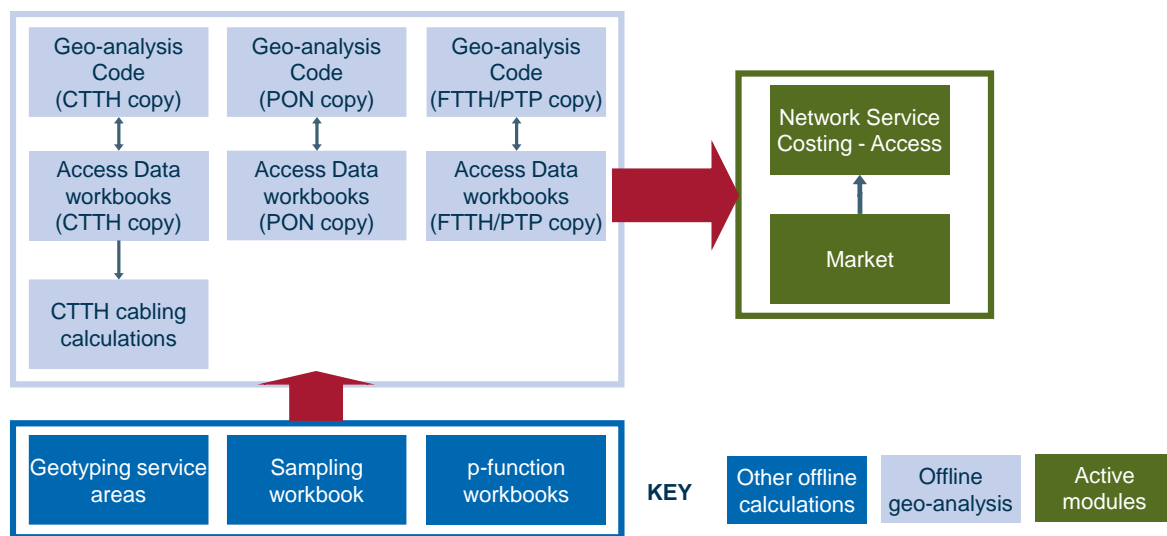 Geo-analysis
Code
(CTTH copy)
Geo-analysis
Code
(PON copy)
Geo-analysis
Code
(FTTH/PTP copy)
Access Data
workbooks
(CTTH copy)
Access Data
workbooks
(PON copy)
Access Data
workbooks
(FTTH/PTP copy)
CTTH cabling
calculations
Network Service
Costing - Access
Market
Geotyping service
areas
Sampling
workbook
p-function
workbooks
KEY
Other offline
calculations
Offline
geo-analysis
Active
modules